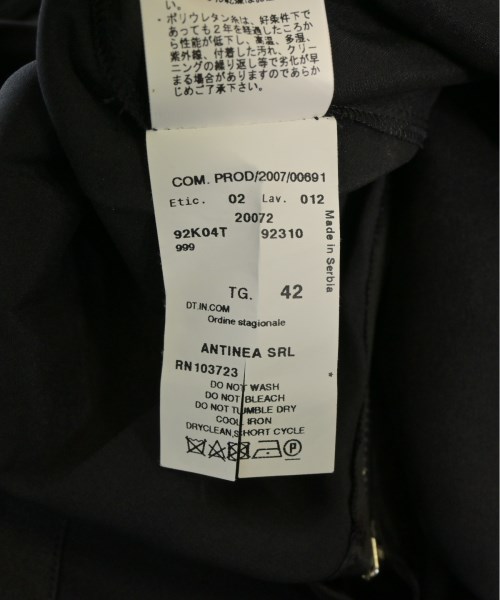 い。
・ポリウレタン糸は、好条件下で
あっても2年を経過したころか
ら性能が低下し、高温、多湿、
紫外線、付着した汚れ、クリー
ニングの繰り返し等で劣化が早
まる場合がありますのであらか
じめご了承下さい。
COM. PROD/2007/00691
Etic. 02 Lav. 012
20072
92K04T 92310
999
Made in Serbia
TG. 42
DT.IN.COM
Ordine stagionale
ANTINEA SRL
RN103723
*
DO NOT WASH
DO NOT BLEACH
DO NOT TUMBLE DRY
COOL IRON
DRYCLEAN,SHORT CYCLE
P